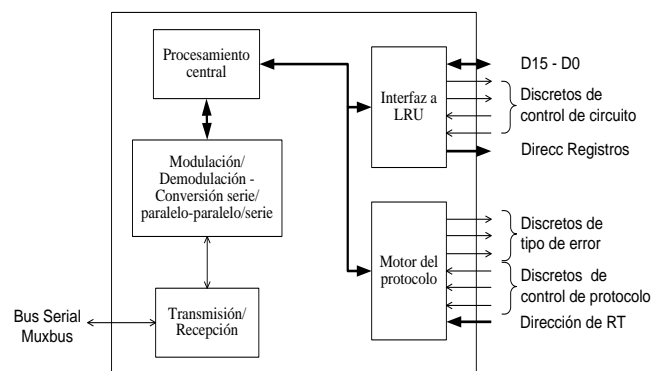 Procesamiento
central
Modulación/
Demodulación -
Conversión serie/
paralelo-paralelo/serie
Transmisión/
Recepción
Bus Serial
Muxbus
Interfaz a
LRU
D15 - D0
Discretos de
control de circuito
Direcc Registros
Motor del
protocolo
Discretos de
tipo de error
Discretos de
control de protocolo
Dirección de RT